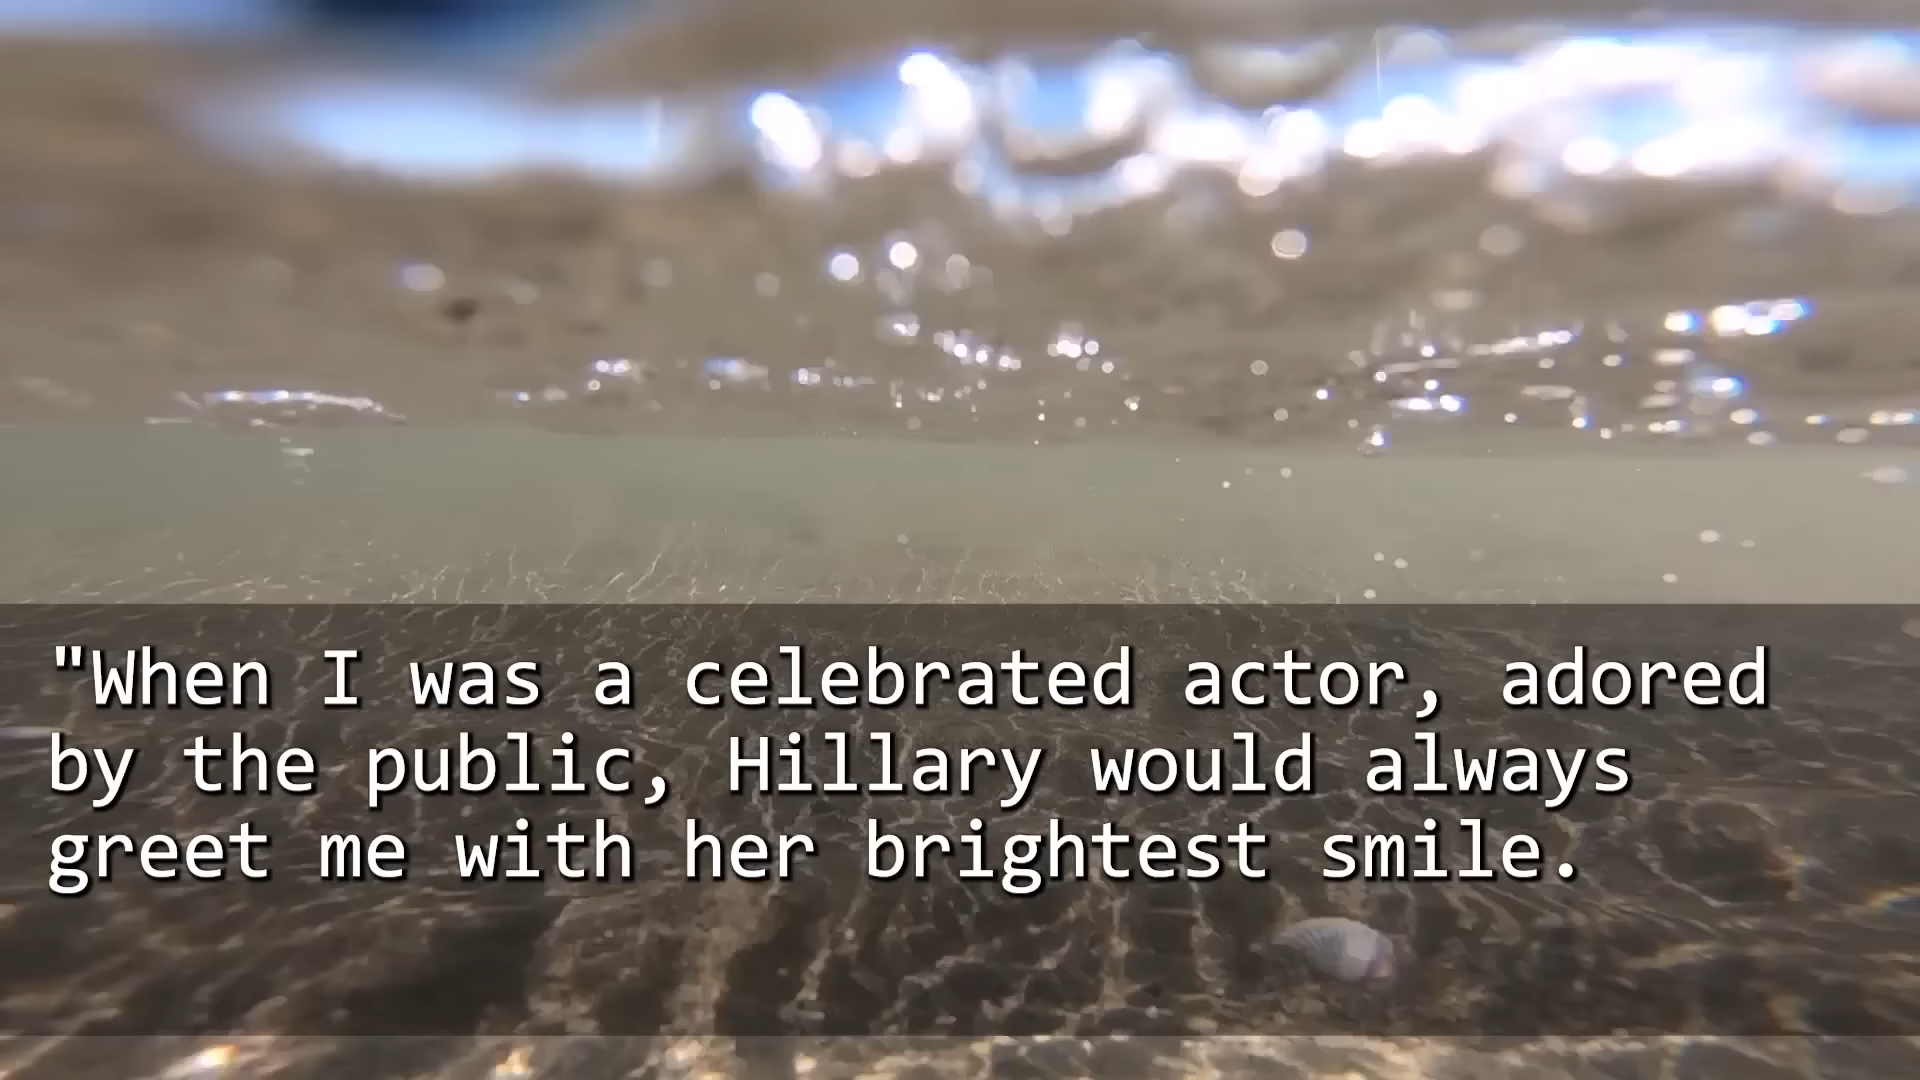 "When I was a celebrated actor, adored
by the public, Hillary would always
greet me with her brightest smile.